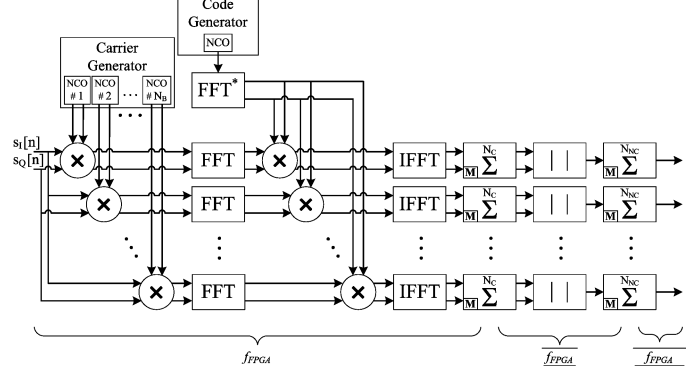 Code
Generator
NCO
Carrier
Generator
NCO NCO NCO
# 1 # 2 ... # N_B
FFT*
s_I[n]
s_Q[n]
FFT IFFT M N_C Σ | | M N_NC Σ
FFT IFFT M N_C Σ | | M N_NC Σ
FFT IFFT M N_C Σ | | M N_NC Σ
f_FPGA f_FPGA f_FPGA